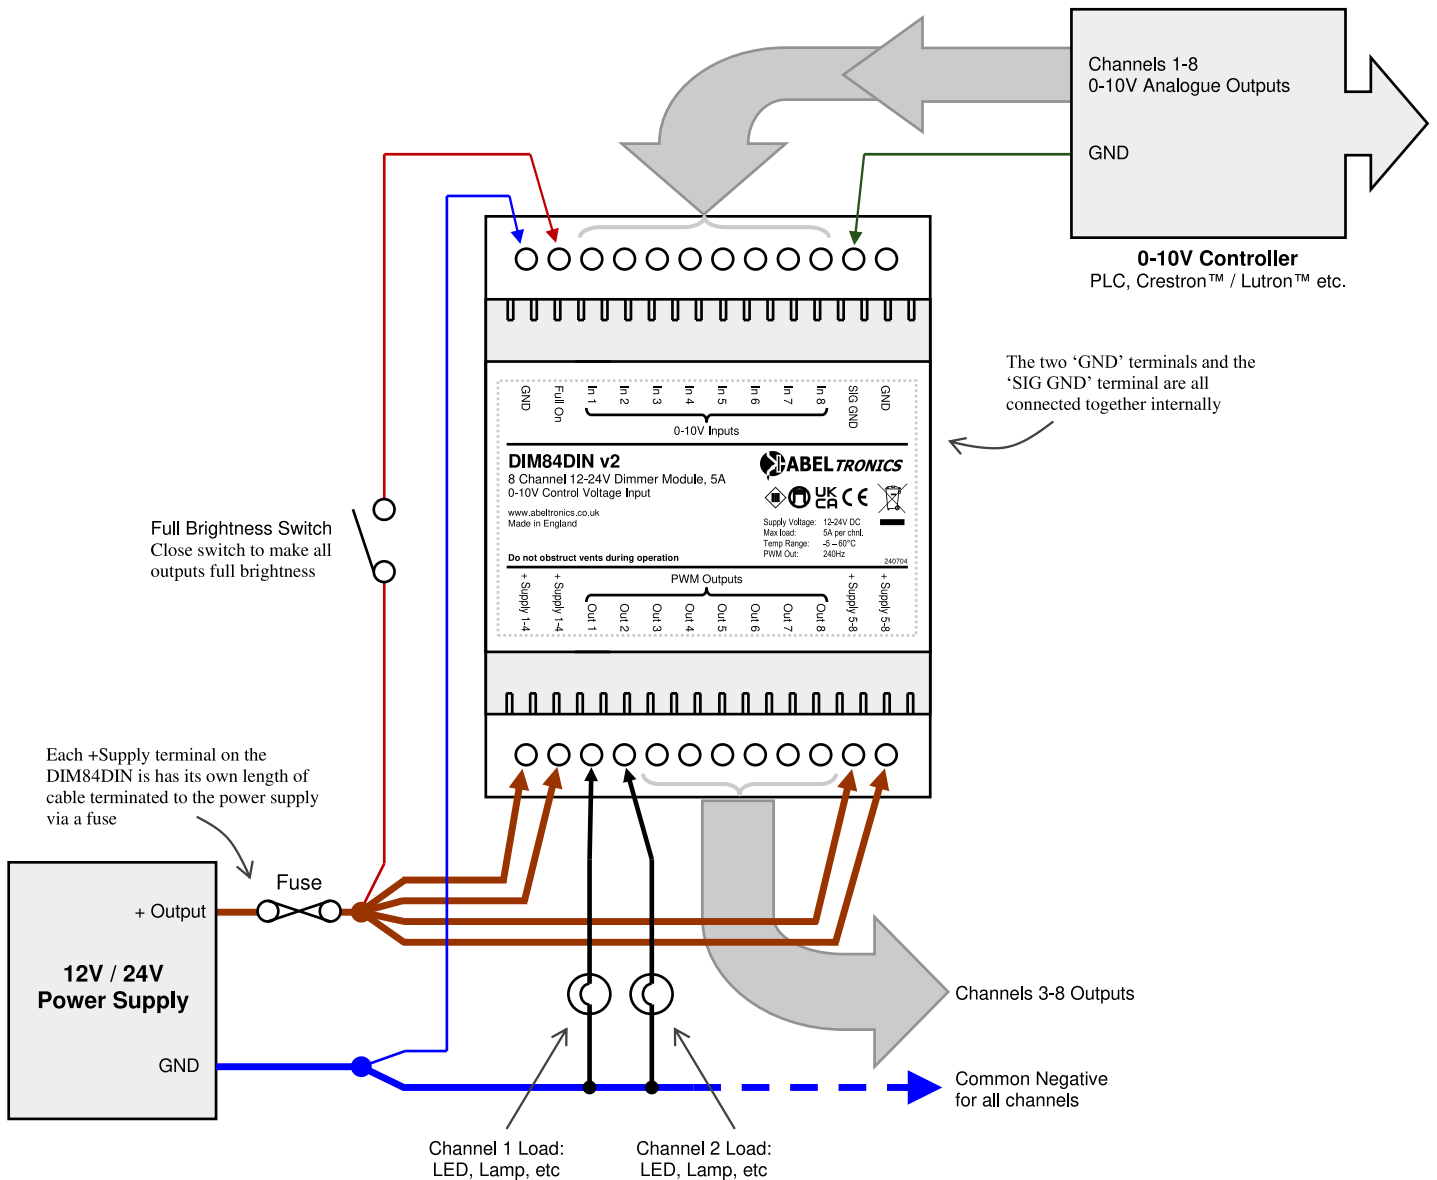 Channels 1-8
0-10V Analogue Outputs
GND
0-10V Controller
PLC, Crestron™ / Lutron™ etc.
The two ‘GND’ terminals and the
‘SIG GND’ terminal are all
connected together internally
GND
Full On
In 1
In 2
In 3
In 4
In 5
In 6
In 7
In 8
SIG GND
GND
0-10V Inputs
DIM84DIN v2
8 Channel 12-24V Dimmer Module, 5A
0-10V Control Voltage Input
www.abeltronics.co.uk
Made in England
Do not obstruct vents during operation
ABELTRONICS
UK
CA
CE
Supply Voltage: 12-24V DC
Max load: 5A per chnl.
Temp Range: -5 – 60°C
PWM Out: 240Hz
240704
PWM Outputs
+ Supply 1-4
+ Supply 1-4
Out 1
Out 2
Out 3
Out 4
Out 5
Out 6
Out 7
Out 8
+ Supply 5-8
+ Supply 5-8
Full Brightness Switch
Close switch to make all
outputs full brightness
Each +Supply terminal on the
DIM84DIN is has its own length of
cable terminated to the power supply
via a fuse
Fuse
+ Output
12V / 24V
Power Supply
GND
Channels 3-8 Outputs
Common Negative
for all channels
Channel 1 Load:
LED, Lamp, etc
Channel 2 Load:
LED, Lamp, etc